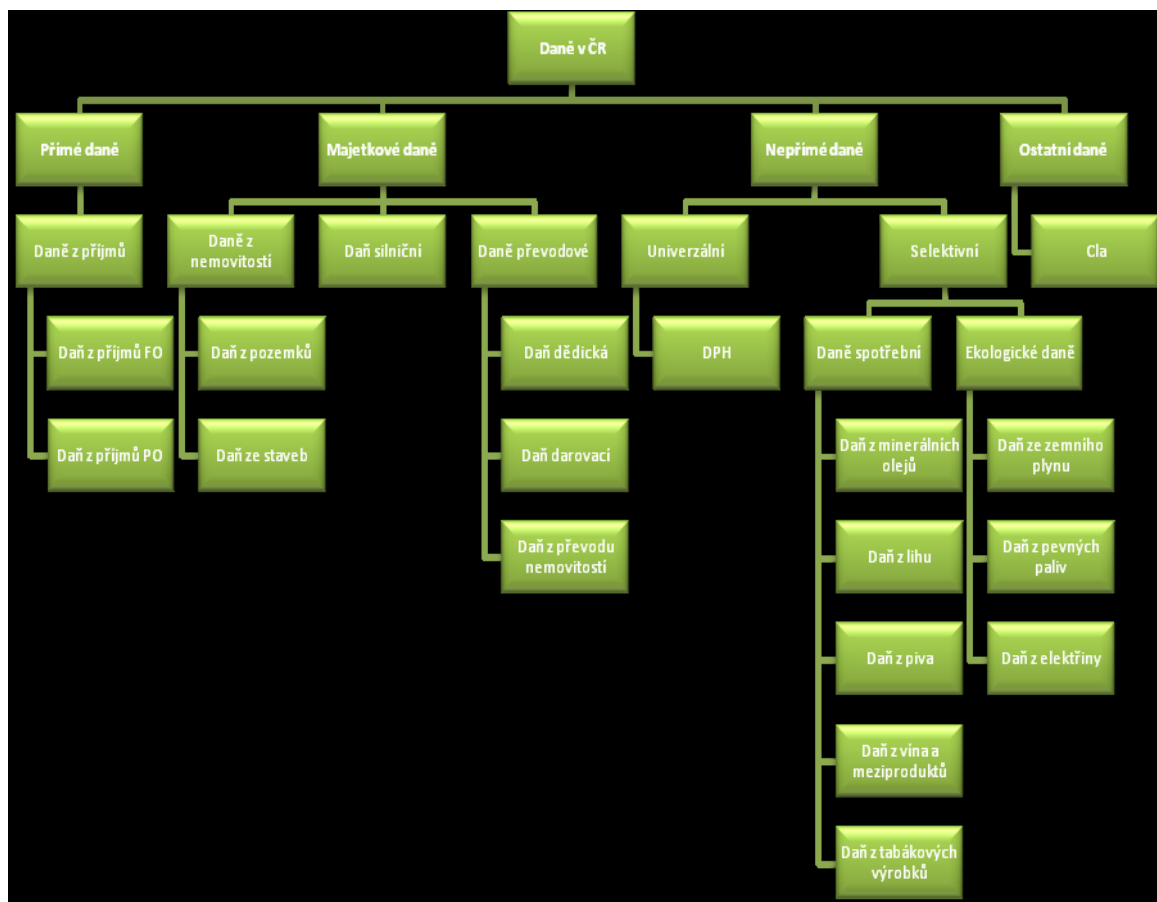 Daně v ČR
Přímé daně
Majetkové daně
Nepřímé daně
Ostatní daně
Daně z příjmů
Daně z
nemovitostí
Daň silniční
Daně převodové
Univerzální
Selektivní
Cla
Daň z příjmů FO
Daň z pozemků
Daň dědická
DPH
Daně spotřební
Ekologické daně
Daň z příjmů PO
Daň ze staveb
Daň darovací
Daň z minerálních
olejů
Daň ze zemního
plynu
Daň z převodu
nemovitostí
Daň z lihu
Daň z pevných
paliv
Daň z piva
Daň z elektřiny
Daň z vína a
meziproduktů
Daň z tabákových
výrobků